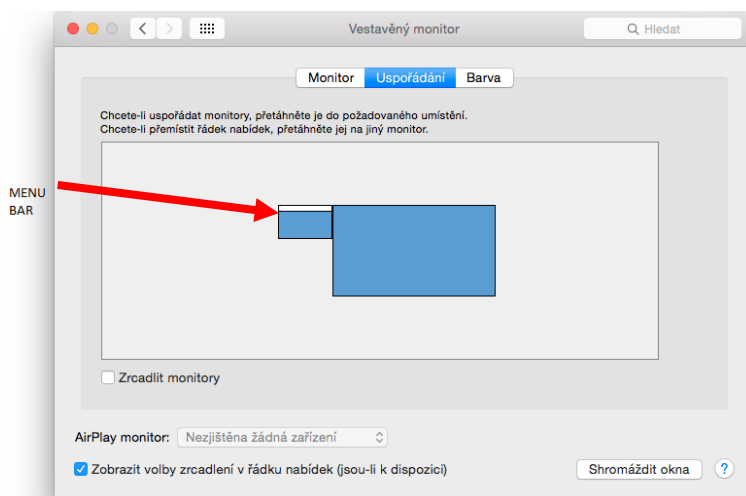 Vestavěný monitor
Hledat
Monitor Uspořádání Barva
Chcete-li uspořádat monitory, přetáhněte je do požadovaného umístění.
Chcete-li přemístit řádek nabídek, přetáhněte jej na jiný monitor.
MENU
BAR
Zrcadlit monitory
AirPlay monitor: Nezjištěna žádná zařízení
Zobrazit volby zrcadlení v řádku nabídek (jsou-li k dispozici)
Shromáždit okna ?